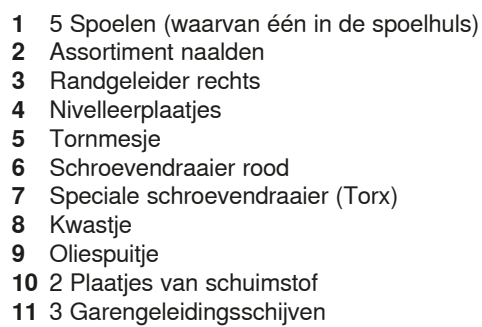 1 5 Spoelen (waarvan één in de spoelhuls)
2 Assortiment naalden
3 Randgeleider rechts
4 Nivelleerplaatjes
5 Tornmesje
6 Schroevendraaier rood
7 Speciale schroevendraaier (Torx)
8 Kwastje
9 Oliespuitje
10 2 Plaatjes van schuimstof
11 3 Garengeleidingsschijven